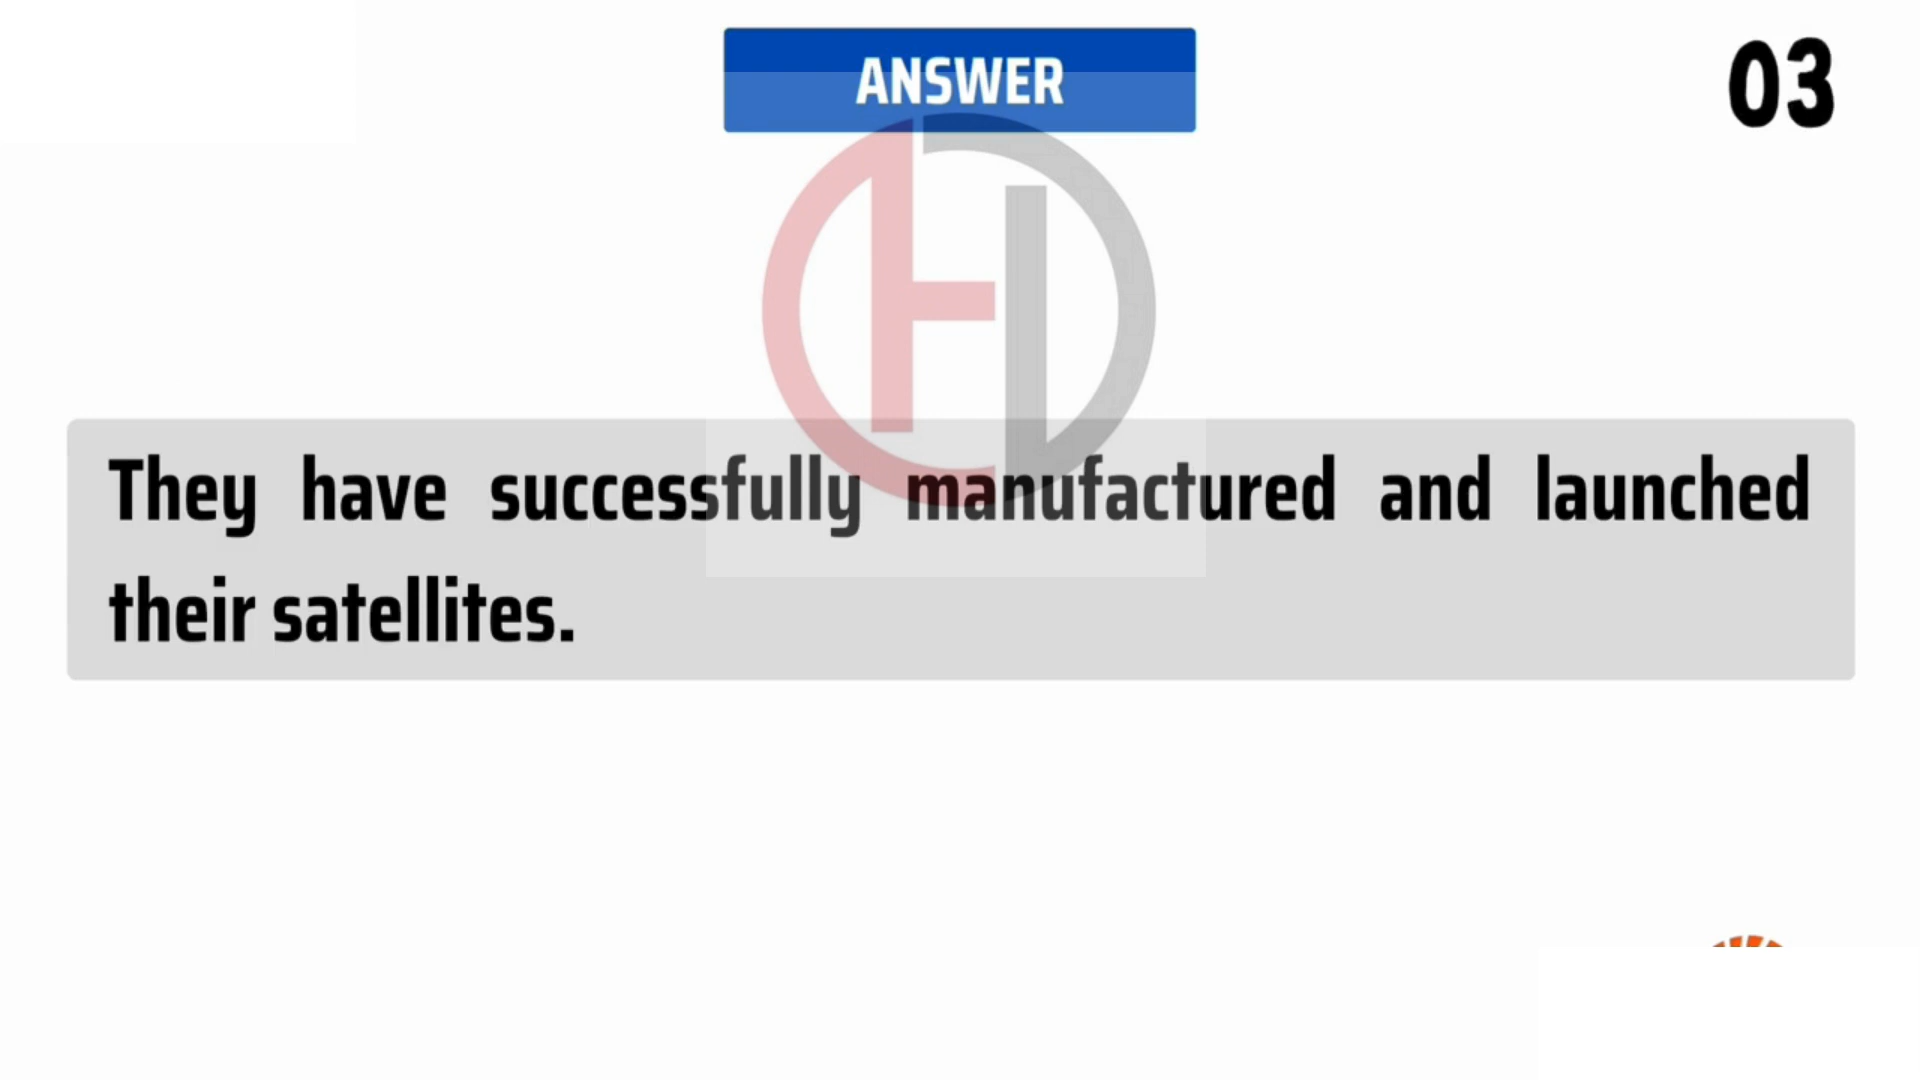 ANSWER
03
They have successfully manufactured and launched
their satellites.